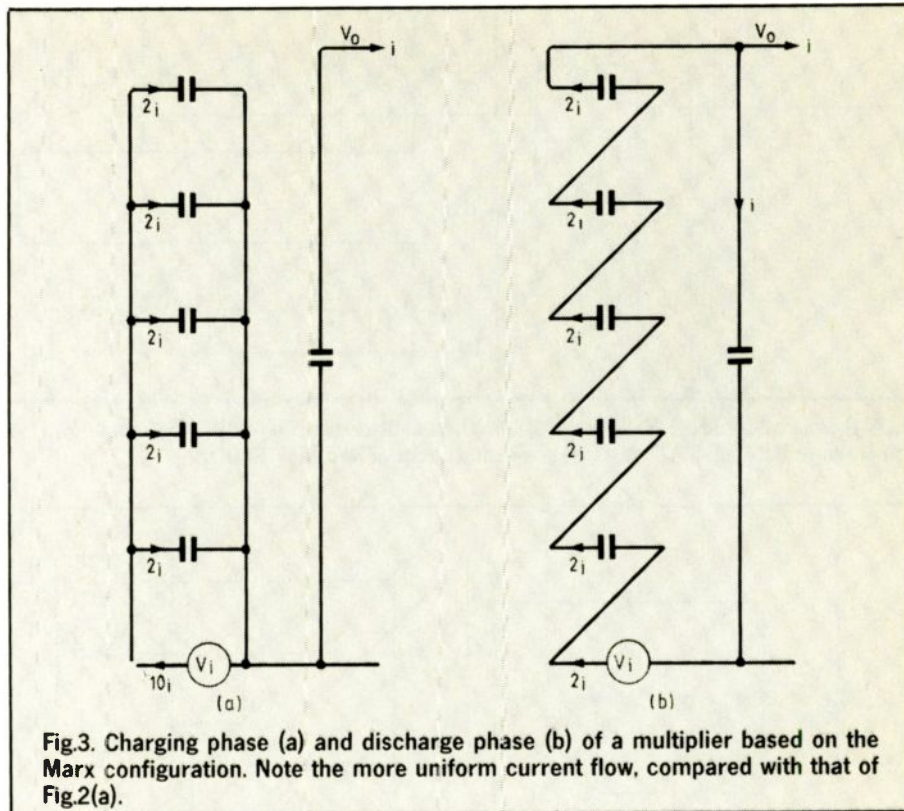 V₀
i
2i
2i
2i
2i
2i
10i
Vi
(a)
V₀
i
2i
i
2i
2i
2i
2i
2i
Vi
(b)
Fig.3. Charging phase (a) and discharge phase (b) of a multiplier based on the
Marx configuration. Note the more uniform current flow, compared with that of
Fig.2(a).